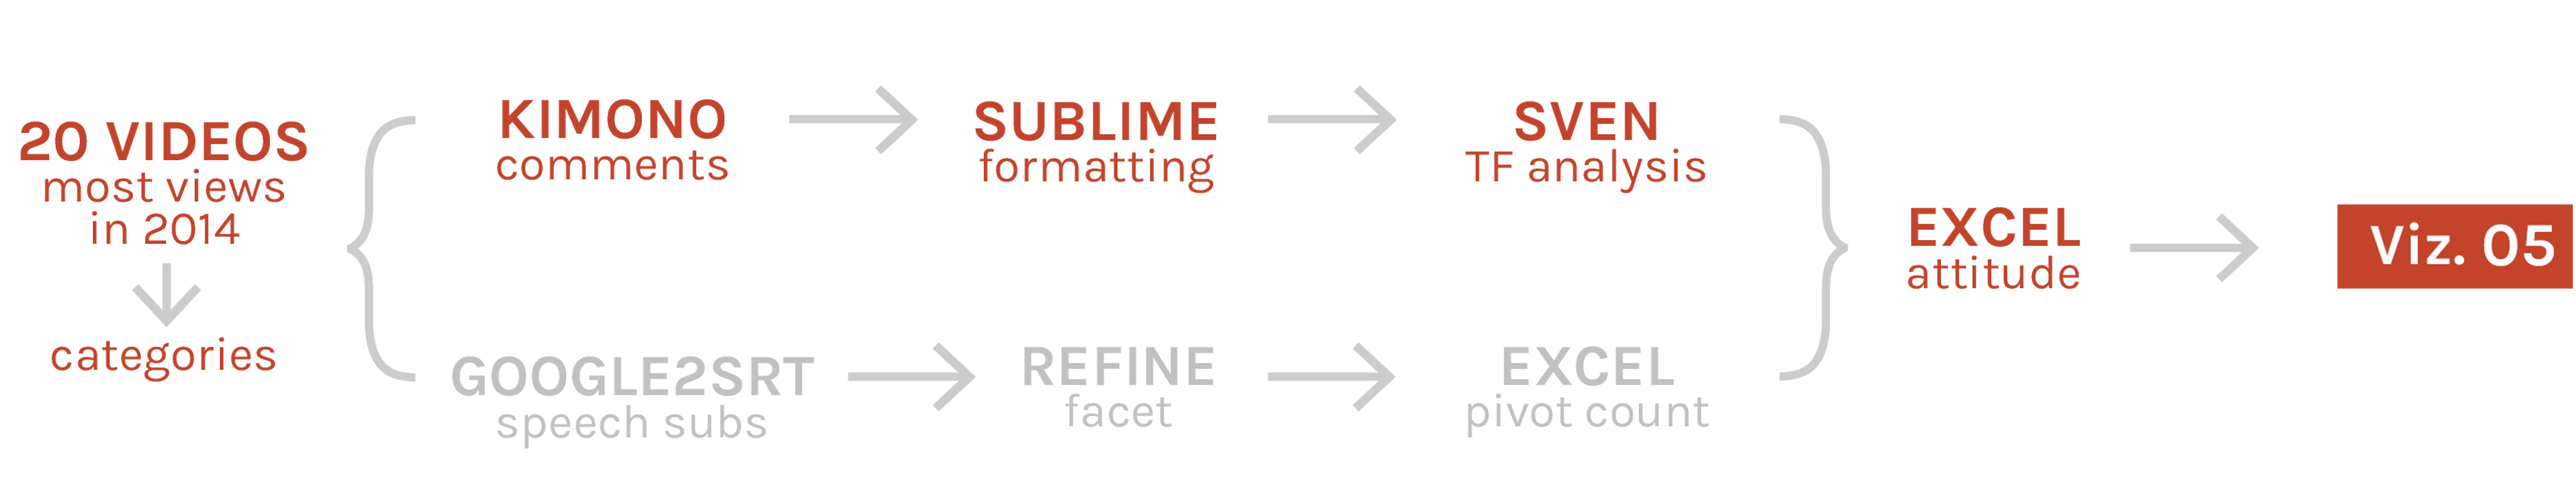 20 VIDEOS
most views
in 2014
categories
KIMONO
comments
SUBLIME
formatting
SVEN
TF analysis
GOOGLE2SRT
speech subs
REFINE
facet
EXCEL
pivot count
EXCEL
attitude
Viz. 05